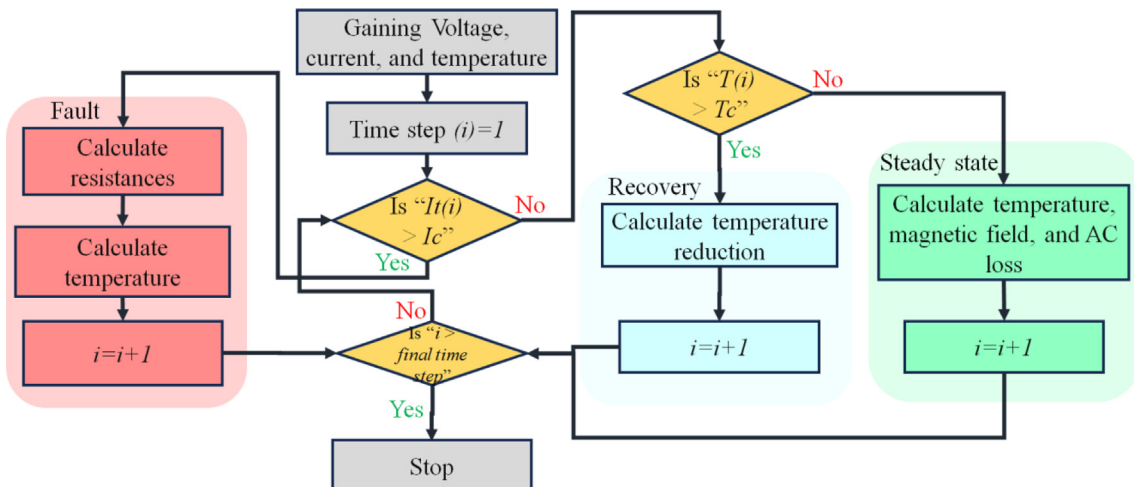 Gaining Voltage,
current, and temperature
Time step (i)=1
Is “It(i)
> Ic”
No
Yes
Is “T(i)
> Tc”
No
Yes
Fault
Calculate
resistances
Calculate
temperature
i=i+1
Recovery
Calculate temperature
reduction
i=i+1
Steady state
Calculate temperature,
magnetic field, and AC
loss
i=i+1
No
Is “i >
final time
step”
Yes
Stop